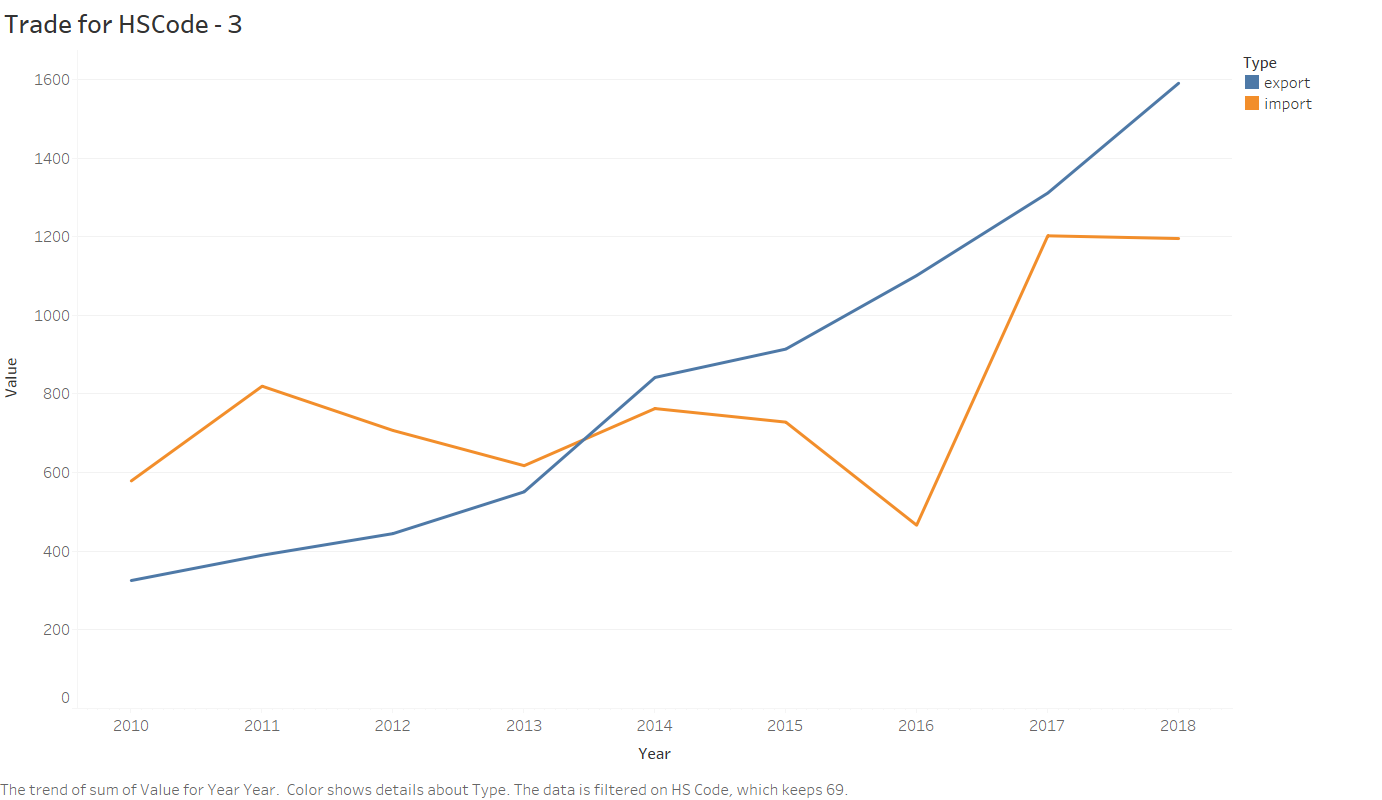 Trade for HSCode - 3
Type
export
import
1600
1400
1200
1000
800
600
400
200
0
Value
2010 2011 2012 2013 2014 2015 2016 2017 2018
Year
The trend of sum of Value for Year Year.  Color shows details about Type. The data is filtered on HS Code, which keeps 69.